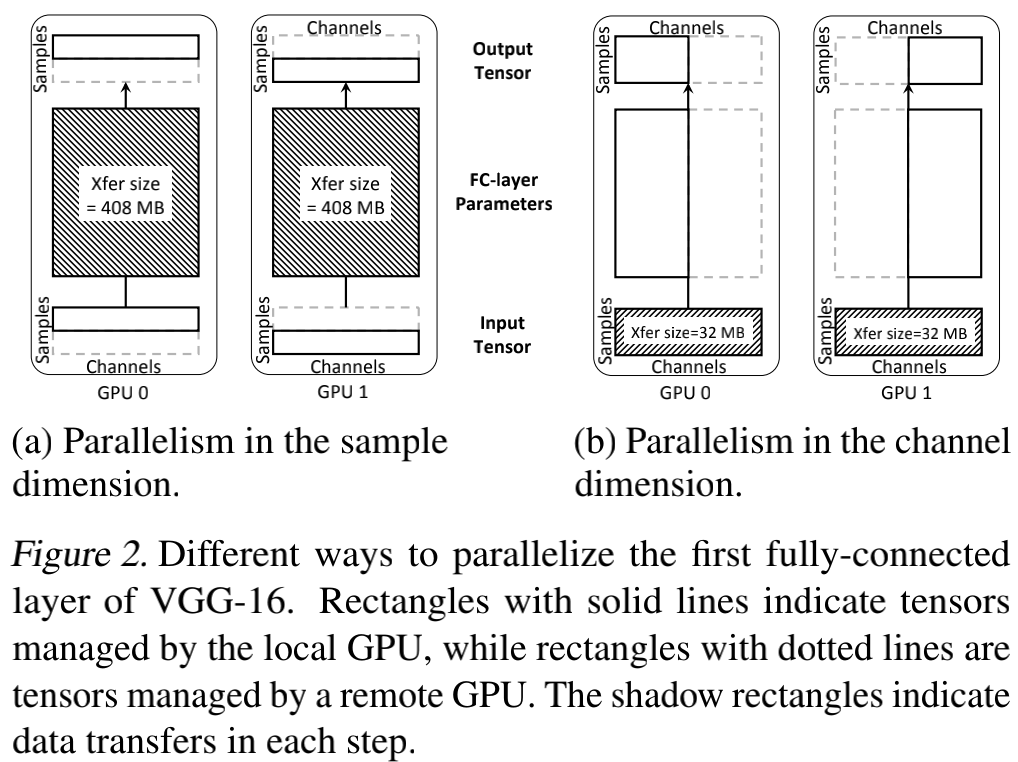 Samples
Xfer size
= 408 MB
Samples
Channels
GPU 0
Channels
Samples
Xfer size
= 408 MB
Samples
Channels
GPU 1
Output
Tensor
FC-layer
Parameters
Input
Tensor
Channels
Samples
Samples
Xfer size=32 MB
Channels
GPU 0
Channels
Samples
Samples
Xfer size=32 MB
Channels
GPU 1
(a) Parallelism in the sample
dimension.
(b) Parallelism in the channel
dimension.
Figure 2. Different ways to parallelize the first fully-connected
layer of VGG-16. Rectangles with solid lines indicate tensors
managed by the local GPU, while rectangles with dotted lines are
tensors managed by a remote GPU. The shadow rectangles indicate
data transfers in each step.